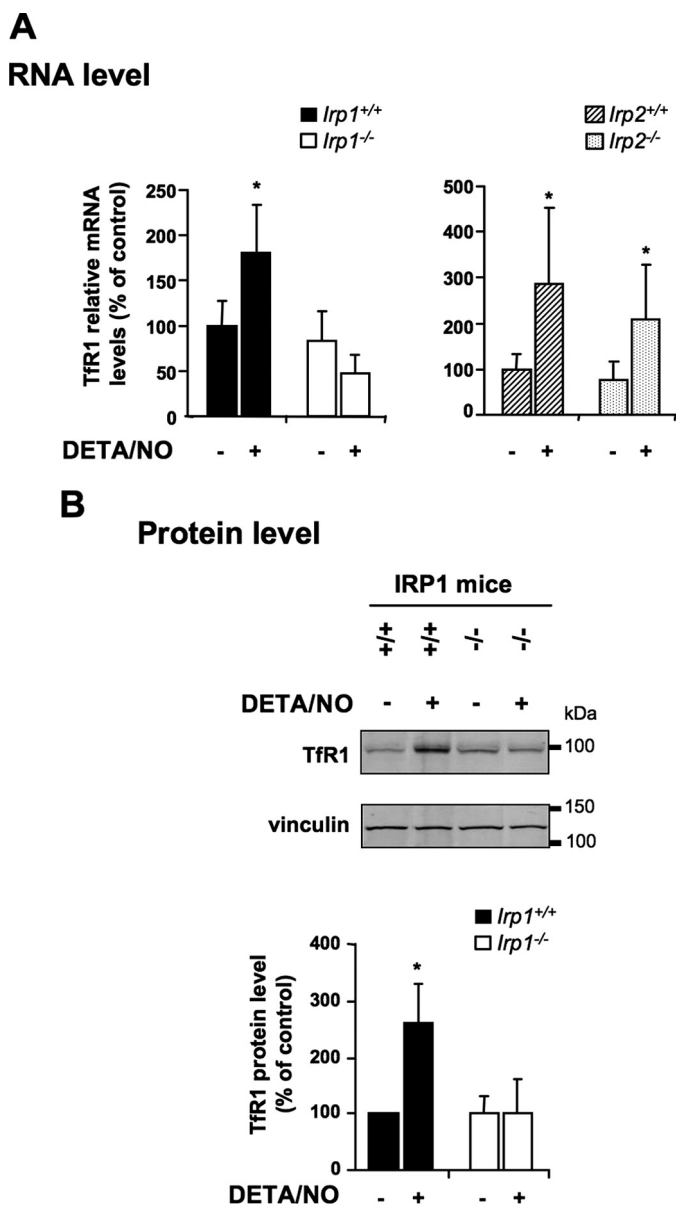 A
RNA level
Irp1+/+
Irp1-/-
Irp2+/+
Irp2-/-
TfR1 relative mRNA
levels (% of control)
250
200
150
100
50
0
*
500
400
300
200
100
0
* *
DETA/NO - + - + - + - +
B
Protein level
IRP1 mice
+/+ +/+ -/- -/-
DETA/NO - + - +
kDa
TfR1
100
vinculin
150
100
Irp1+/+
Irp1-/-
TfR1 protein level
(% of control)
400
300
200
100
0
*
DETA/NO - + - +